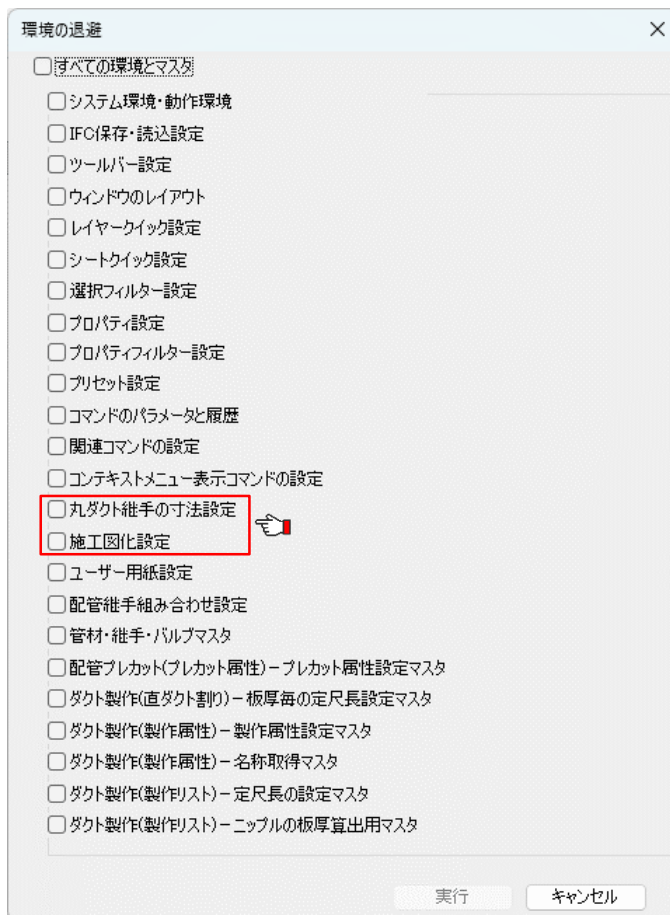 環境の退避
すべての環境とマスタ
システム環境・動作環境
IFC保存・読込設定
ツールバー設定
ウィンドウのレイアウト
レイヤークイック設定
シートクイック設定
選択フィルター設定
プロパティ設定
プロパティフィルター設定
プリセット設定
コマンドのパラメータと履歴
関連コマンドの設定
コンテキストメニュー表示コマンドの設定
丸ダクト継手の寸法設定
施工図化設定
ユーザー用紙設定
配管継手組み合わせ設定
管材・継手・バルブマスタ
配管プレカット(プレカット属性)－プレカット属性設定マスタ
ダクト製作(直ダクト割り)－板厚毎の定尺長設定マスタ
ダクト製作(製作属性)－製作属性設定マスタ
ダクト製作(製作属性)－名称取得マスタ
ダクト製作(製作リスト)－定尺長の設定マスタ
ダクト製作(製作リスト)－ニップルの板厚算出用マスタ
実行
キャンセル